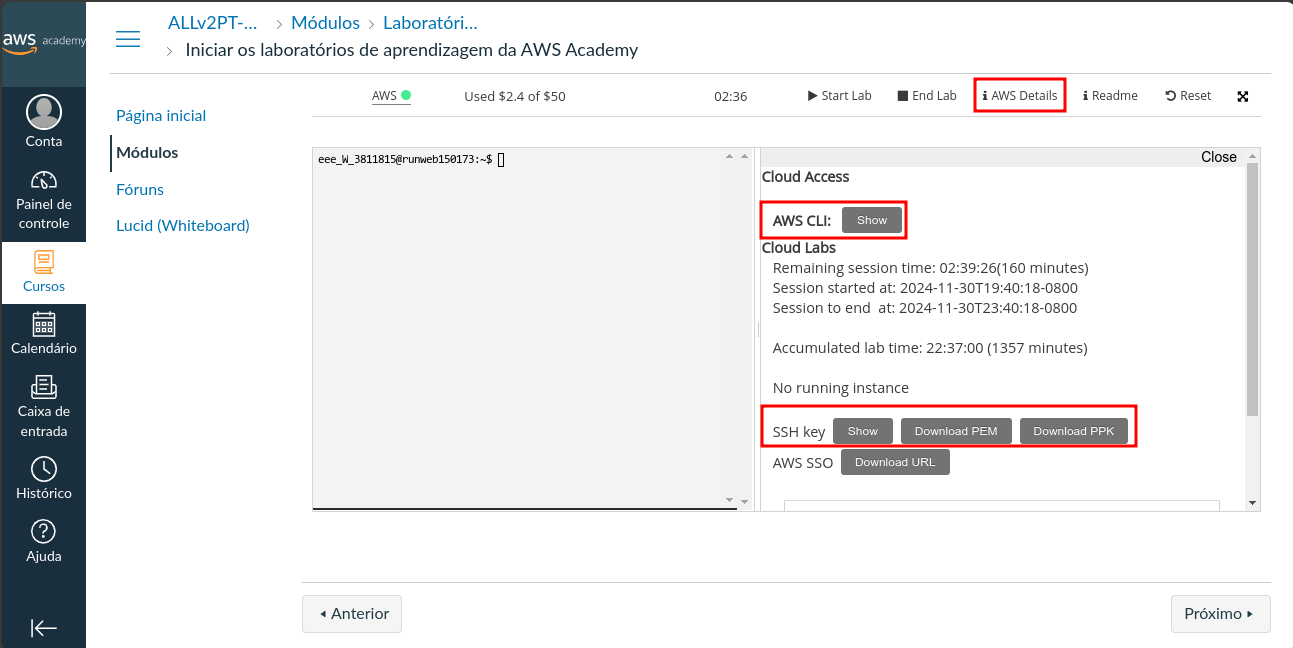 aws academy
Conta
Painel de
controle
Cursos
Calendário
Caixa de
entrada
Histórico
Ajuda
ALLv2PT-... > Módulos > Laboratóri...
> Iniciar os laboratórios de aprendizagem da AWS Academy
Página inicial
Módulos
Fóruns
Lucid (Whiteboard)
AWS Used $2.4 of $50 02:36 Start Lab End Lab AWS Details Readme Reset
eee_W_3811815@runweb150173:~$
Close
Cloud Access
AWS CLI: Show
Cloud Labs
Remaining session time: 02:39:26(160 minutes)
Session started at: 2024-11-30T19:40:18-0800
Session to end at: 2024-11-30T23:40:18-0800
Accumulated lab time: 22:37:00 (1357 minutes)
No running instance
SSH key Show Download PEM Download PPK
AWS SSO Download URL
Anterior
Próximo